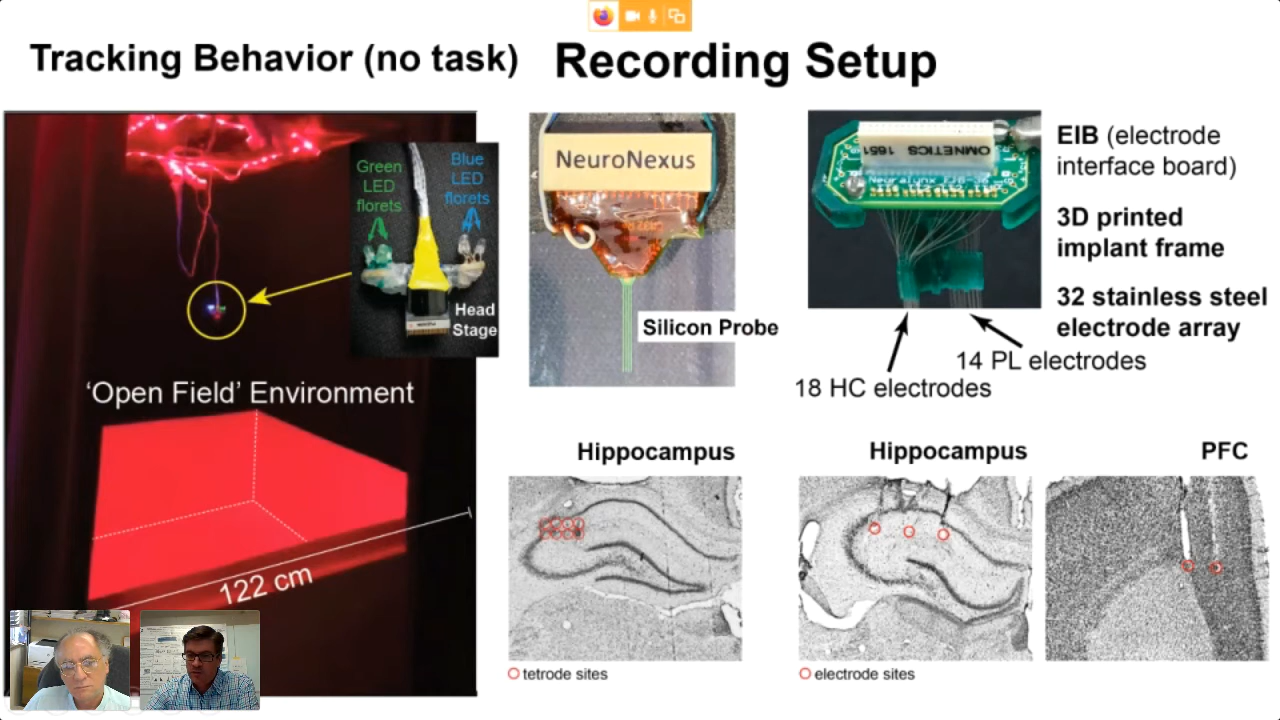 Tracking Behavior (no task)
Recording Setup
Green
LED
florets
Blue
LED
florets
Head
Stage
'Open Field' Environment
122 cm
NeuroNexus
Silicon Probe
1651
OMNETICS
EIB (electrode
interface board)
3D printed
implant frame
32 stainless steel
electrode array
14 PL electrodes
18 HC electrodes
Hippocampus
Hippocampus
PFC
tetrode sites
electrode sites